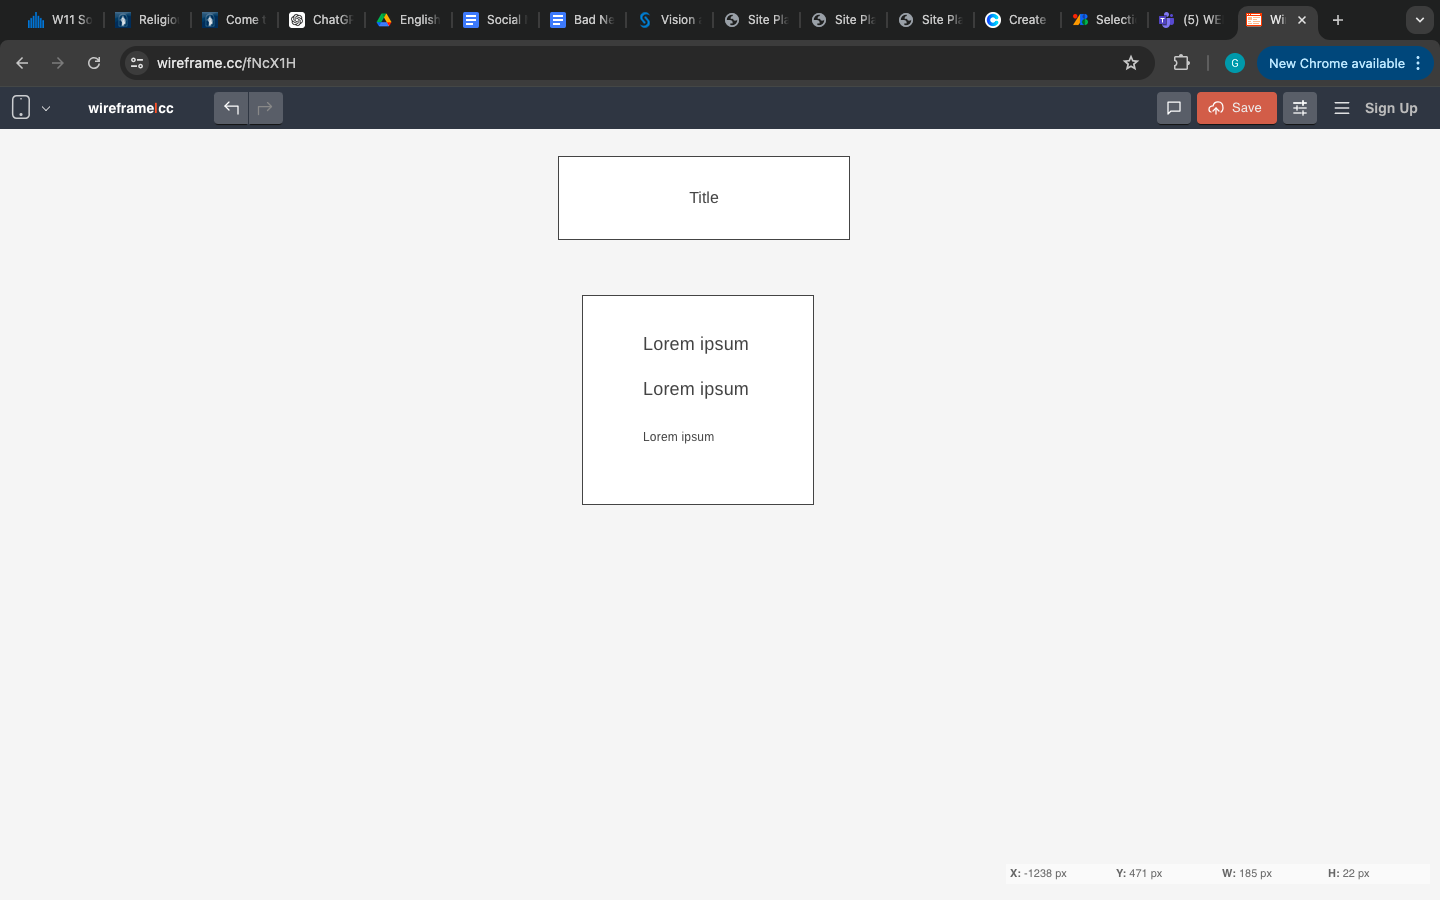 W11 Sc
Religio
Come t
ChatGP
English
Social
Bad Ne
Vision
Site Pla
Site Pla
Site Pla
Create
Selecti
(5) WE
Wi
wireframe.cc/fNcX1H
G
New Chrome available
wireframe|cc
Save
Sign Up
Title
Lorem ipsum
Lorem ipsum
Lorem ipsum
X: -1238 px Y: 471 px W: 185 px H: 22 px